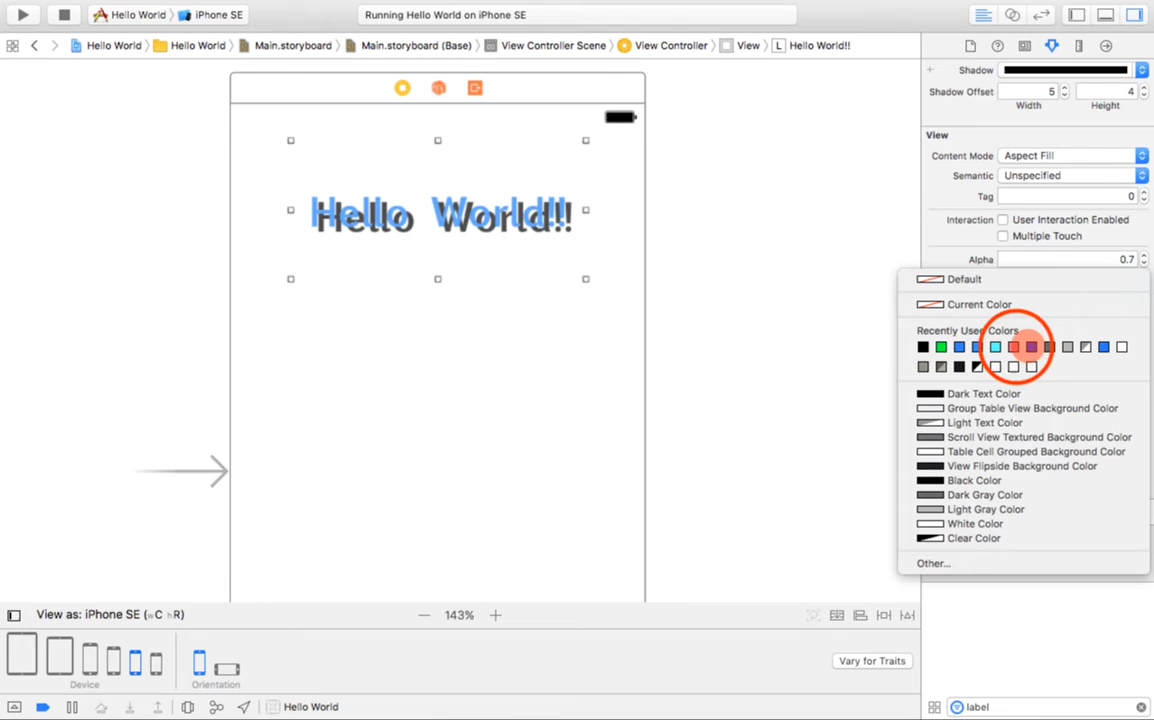 Hello World
iPhone SE
Running Hello World on iPhone SE
Hello World
Hello World
Main.storyboard
Main.storyboard (Base)
View Controller Scene
View Controller
View
L
Hello World!!
Shadow
Shadow Offset
5
4
Width
Height
View
Content Mode
Aspect Fill
Semantic
Unspecified
Tag
0
Interaction
User Interaction Enabled
Multiple Touch
Alpha
0.7
Hello World!!
Default
Current Color
Recently Used Colors
Dark Text Color
Group Table View Background Color
Light Text Color
Scroll View Textured Background Color
Table Cell Grouped Background Color
View Flipside Background Color
Black Color
Dark Gray Color
Light Gray Color
White Color
Clear Color
Other...
View as: iPhone SE (wC hR)
143%
Device
Orientation
Vary for Traits
Hello World
label